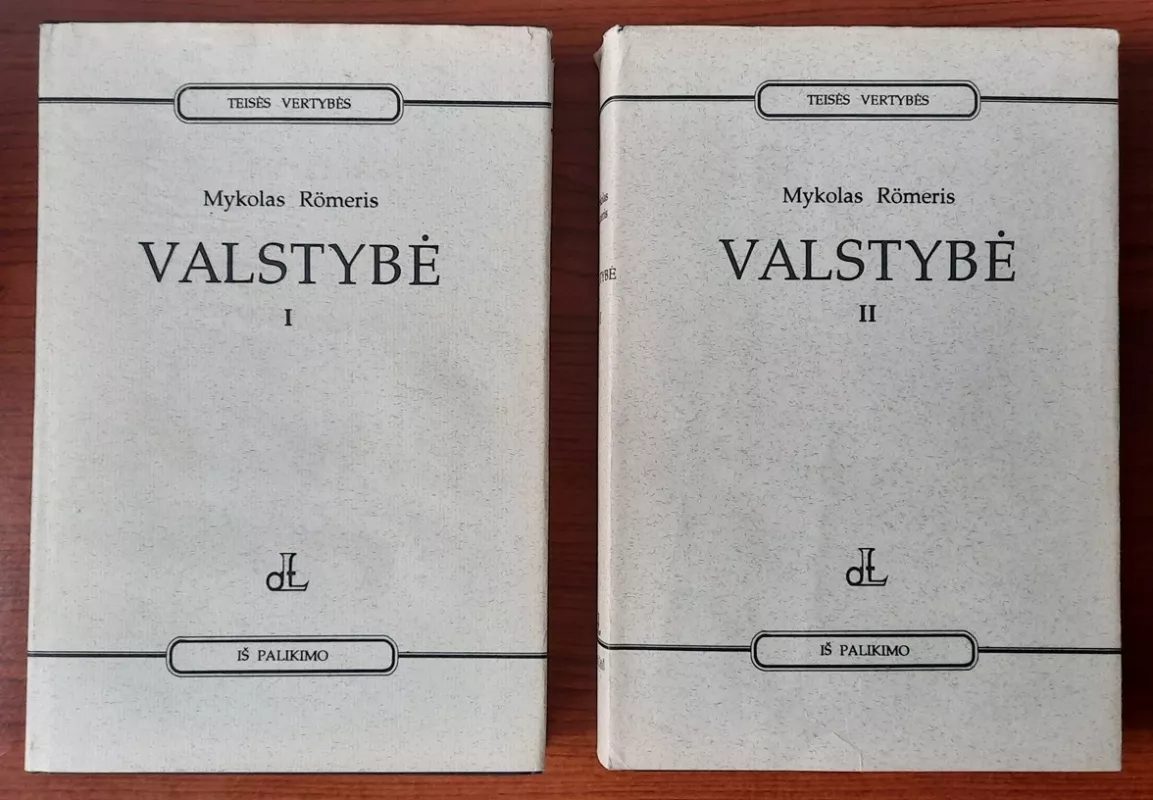 TEISĖS VERTYBĖS
Mykolas Römeris
VALSTYBĖ
I
IŠ PALIKIMO
TEISĖS VERTYBĖS
Mykolas Römeris
VALSTYBĖ
II
IŠ PALIKIMO